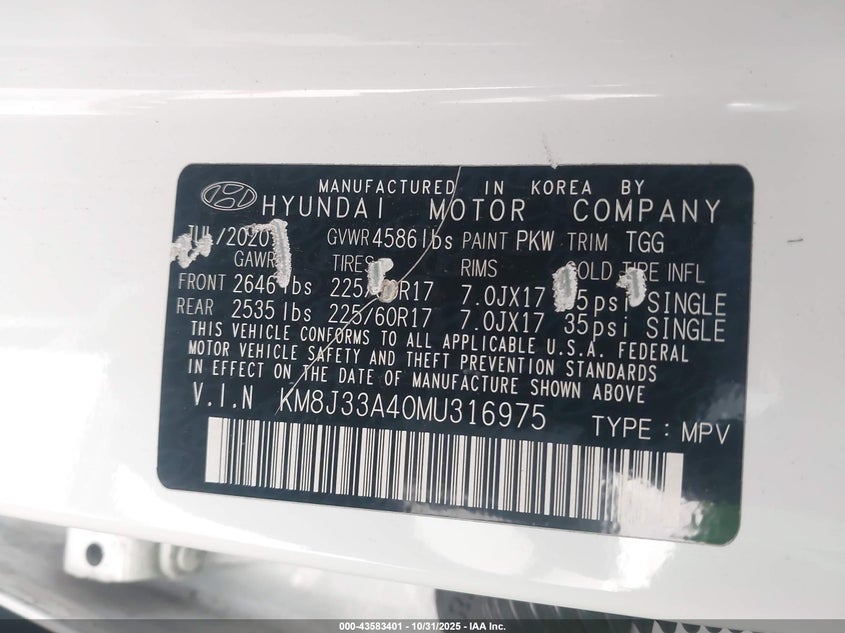 MANUFACTURED IN KOREA BY
HYUNDAI MOTOR COMPANY
/2020 GVWR 4586 lbs PAINT PKW TRIM TGG
GAWR TIRES RIMS COLD TIRE INFL
FRONT 2646 lbs R17 7.0JX17 psi SINGLE
REAR 2535 lbs 225/60R17 7.0JX17 35psi SINGLE
THIS VEHICLE CONFORMS TO ALL APPLICABLE U.S.A. FEDERAL
MOTOR VEHICLE SAFETY AND THEFT PREVENTION STANDARDS
IN EFFECT ON THE DATE OF MANUFACTURE SHOWN ABOVE
V.I.N KM8J33A40MU316975 TYPE : MPV
000-43583401 - 10/31/2025 - IAA Inc.